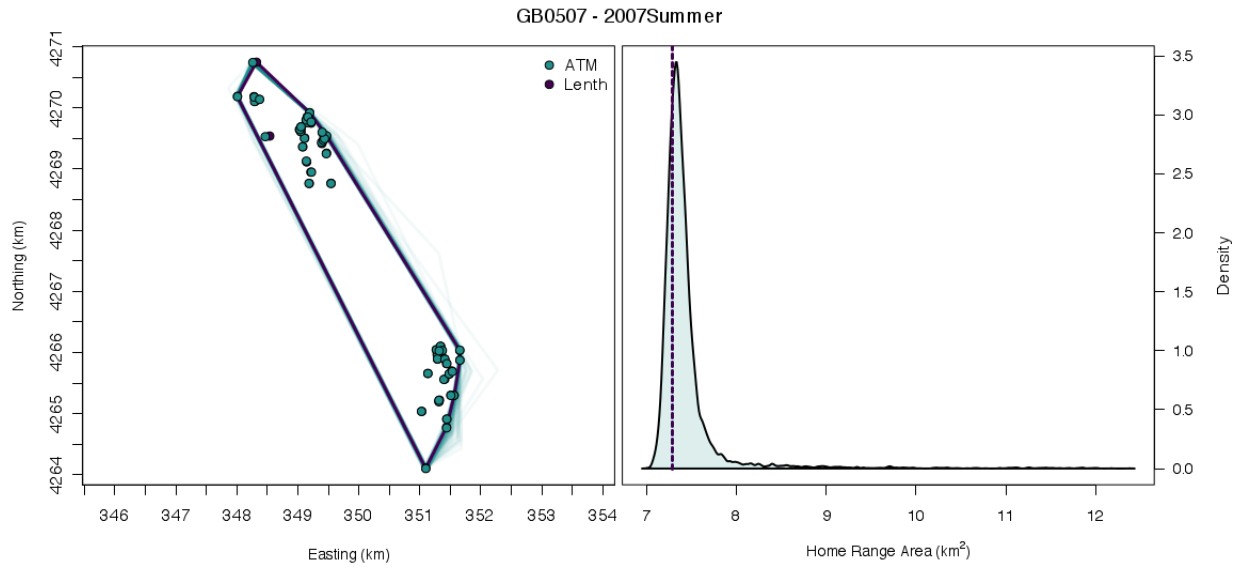 GB0507 - 2007Summer
ATM
Lenth
4271
4270
4269
4268
4267
4266
4265
4264
Northing (km)
346 347 348 349 350 351 352 353 354
Easting (km)
3.5
3.0
2.5
2.0
1.5
1.0
0.5
0.0
Density
7 8 9 10 11 12
Home Range Area (km²)